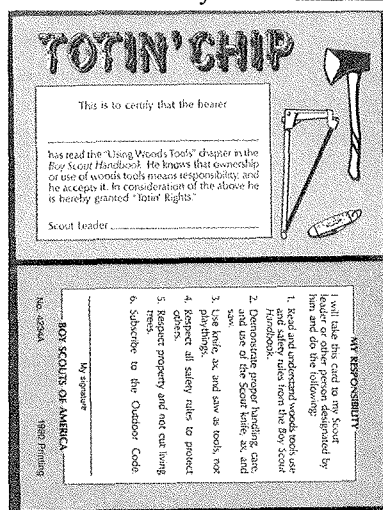 TOTIN' CHIP
This is to certify that the bearer
has read the "Using Woods Tools" chapter in the
Boy Scout Handbook. He knows that ownership
or use of woods tools means responsibility, and
he accepts it. In consideration of the above he
is hereby granted "Totin' Rights."
Scout Leader
MY RESPONSIBILITY
I will take this card to my Scout
leader or other person designated by
him and do the following:
1. Read and understand woods tools use
and safety rules from the Boy Scout
Handbook.
2. Demonstrate proper handling, care,
and use of the Scout knife, ax, and
saw.
3. Use knife, ax, and saw as tools, not
playthings.
4. Respect all safety rules to protect
others.
5. Respect property and not cut living
trees.
6. Subscribe to the Outdoor Code.
My signature
BOY SCOUTS OF AMERICA
No. 4234A
Printing